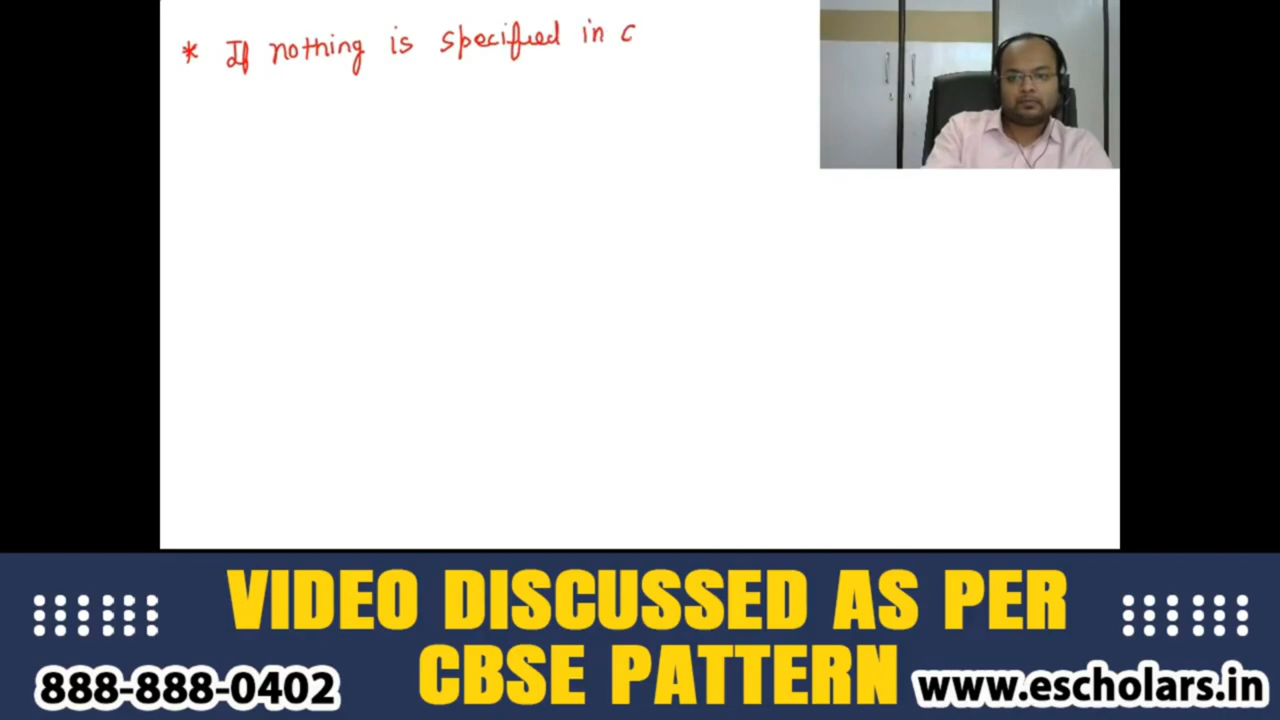 * If nothing is specified in c
VIDEO DISCUSSED AS PER
CBSE PATTERN
888-888-0402
www.escholars.in